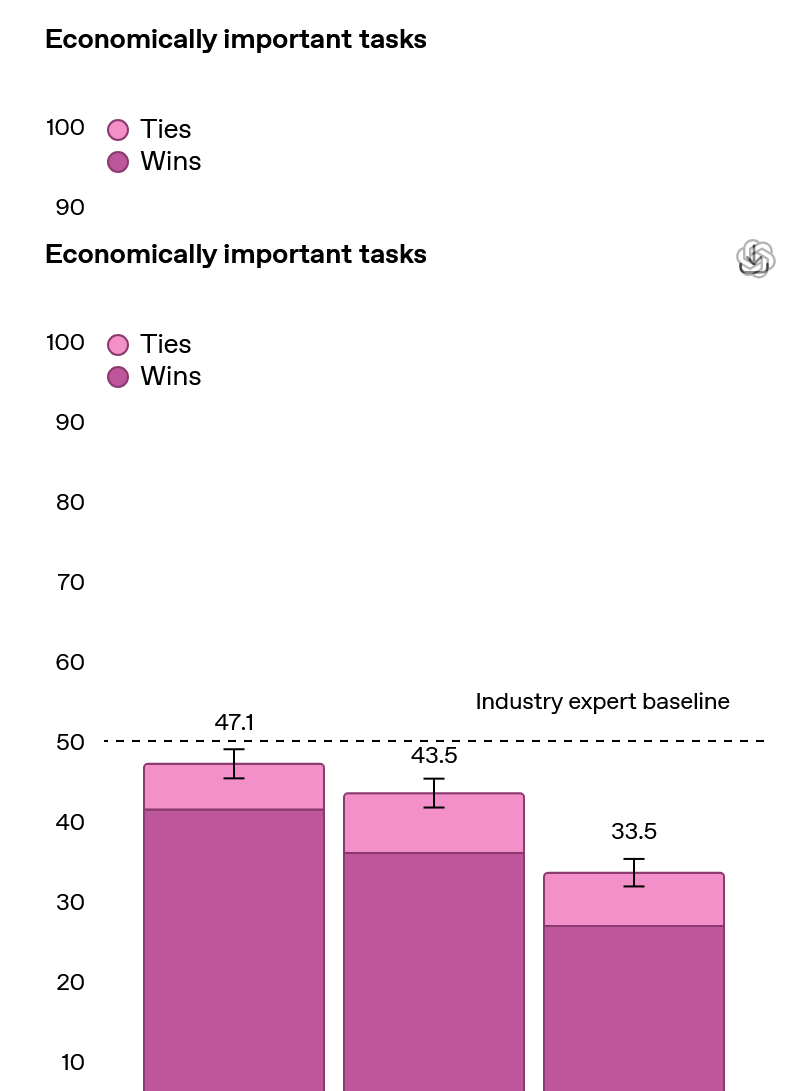 Economically important tasks
100
Ties
Wins
90
Economically important tasks
100
Ties
Wins
90
80
70
60
Industry expert baseline
47.1
50
43.5
40
33.5
30
20
10